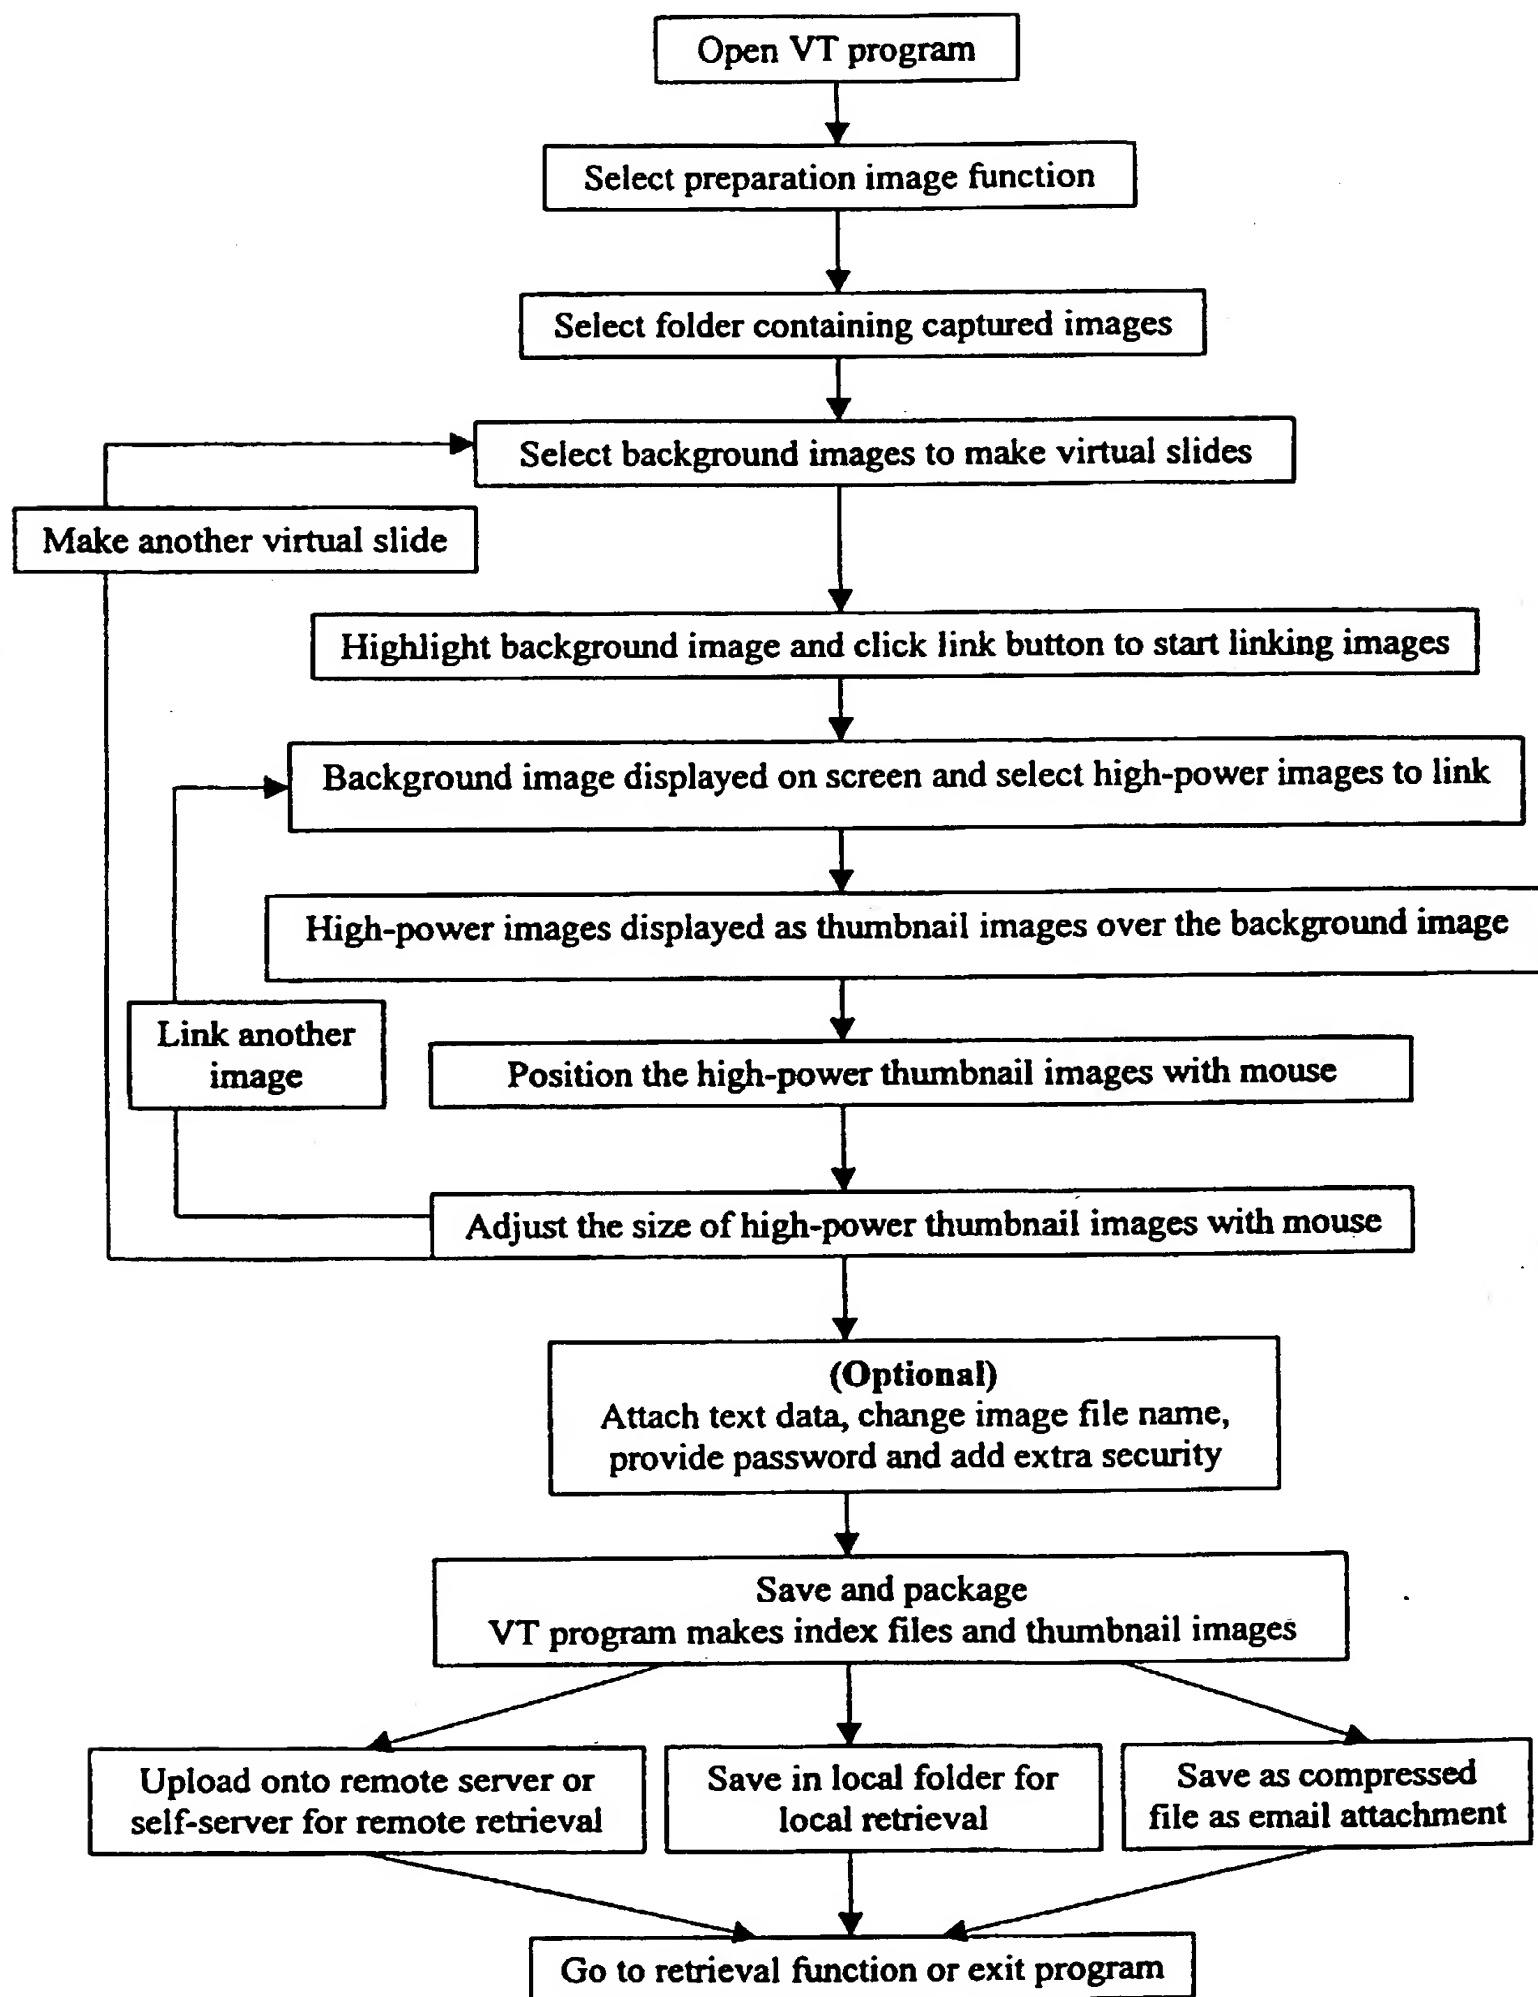 Open VT program
Select preparation image function
Select folder containing captured images
Select background images to make virtual slides
Make another virtual slide
Highlight background image and click link button to start linking images
Background image displayed on screen and select high-power images to link
High-power images displayed as thumbnail images over the background image
Link another
image
Position the high-power thumbnail images with mouse
Adjust the size of high-power thumbnail images with mouse
(Optional)
Attach text data, change image file name,
provide password and add extra security
Save and package
VT program makes index files and thumbnail images
Upload onto remote server or
self-server for remote retrieval
Save in local folder for
local retrieval
Save as compressed
file as email attachment
Go to retrieval function or exit program